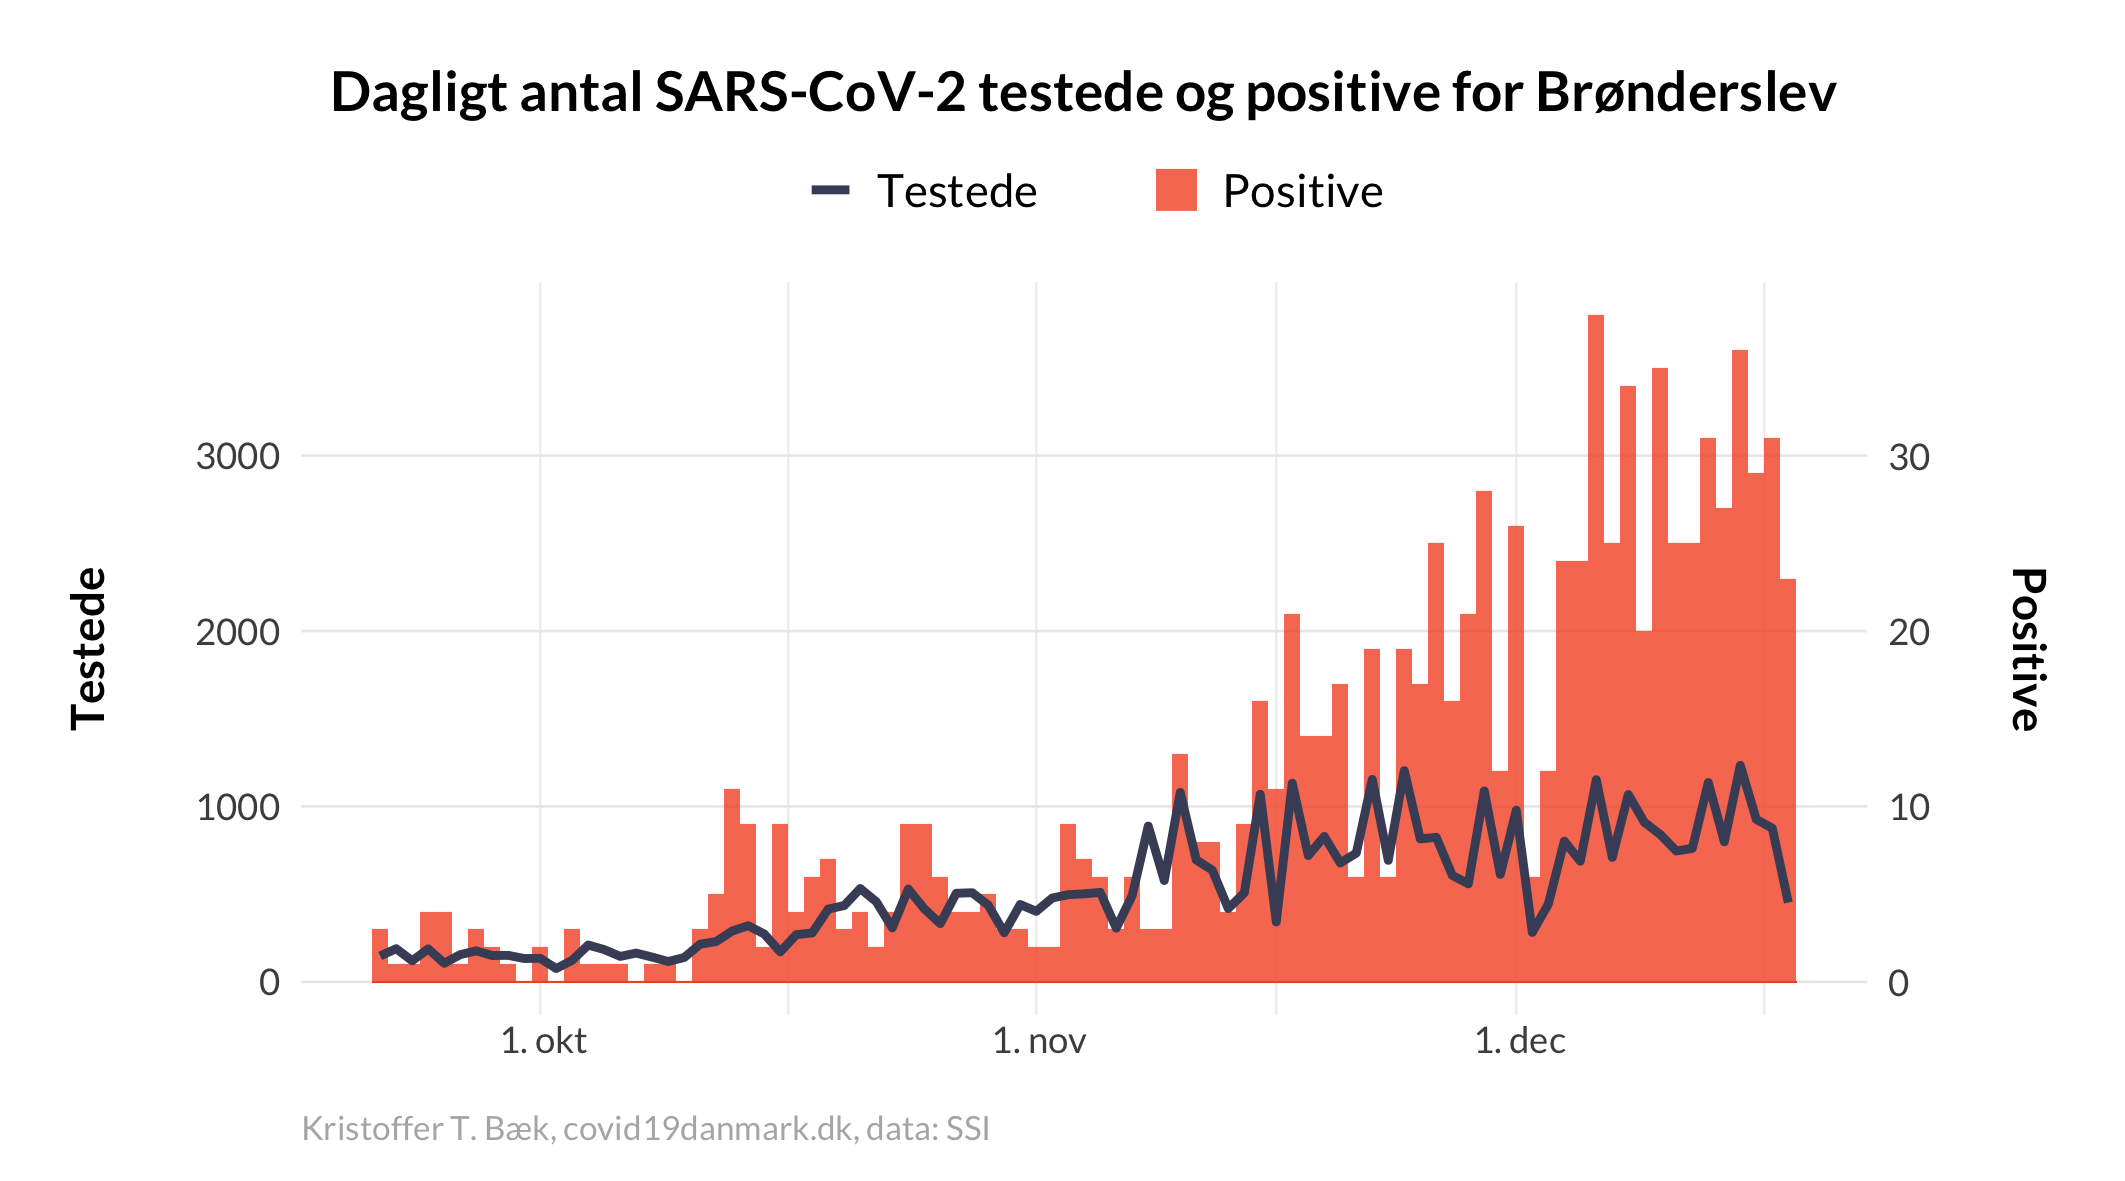 Dagligt antal SARS-CoV-2 testede og positive for Brønderslev
Testede Positive
3000 30
2000 20
1000 10
0 0
Testede
Positive
1. okt 1. nov 1. dec
Kristoffer T. Bæk, covid19danmark.dk, data: SSI